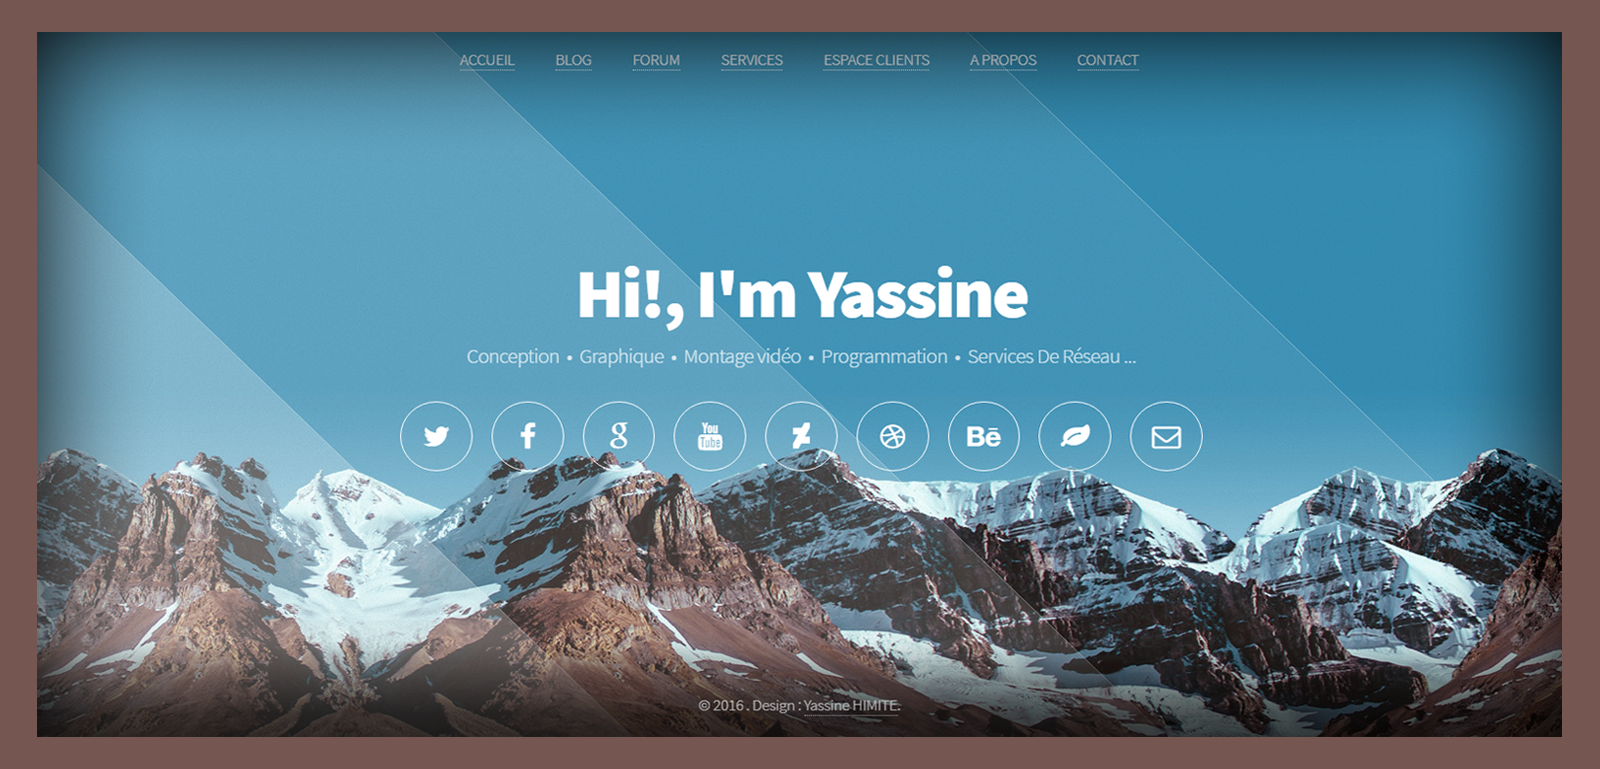 ACCUEIL BLOG FORUM SERVICES ESPACE CLIENTS A PROPOS CONTACT
Hi!, I'm Yassine
Conception • Graphique • Montage vidéo • Programmation • Services De Réseau ...
g You Tube Bē
© 2016 . Design : Yassine HIMITE.